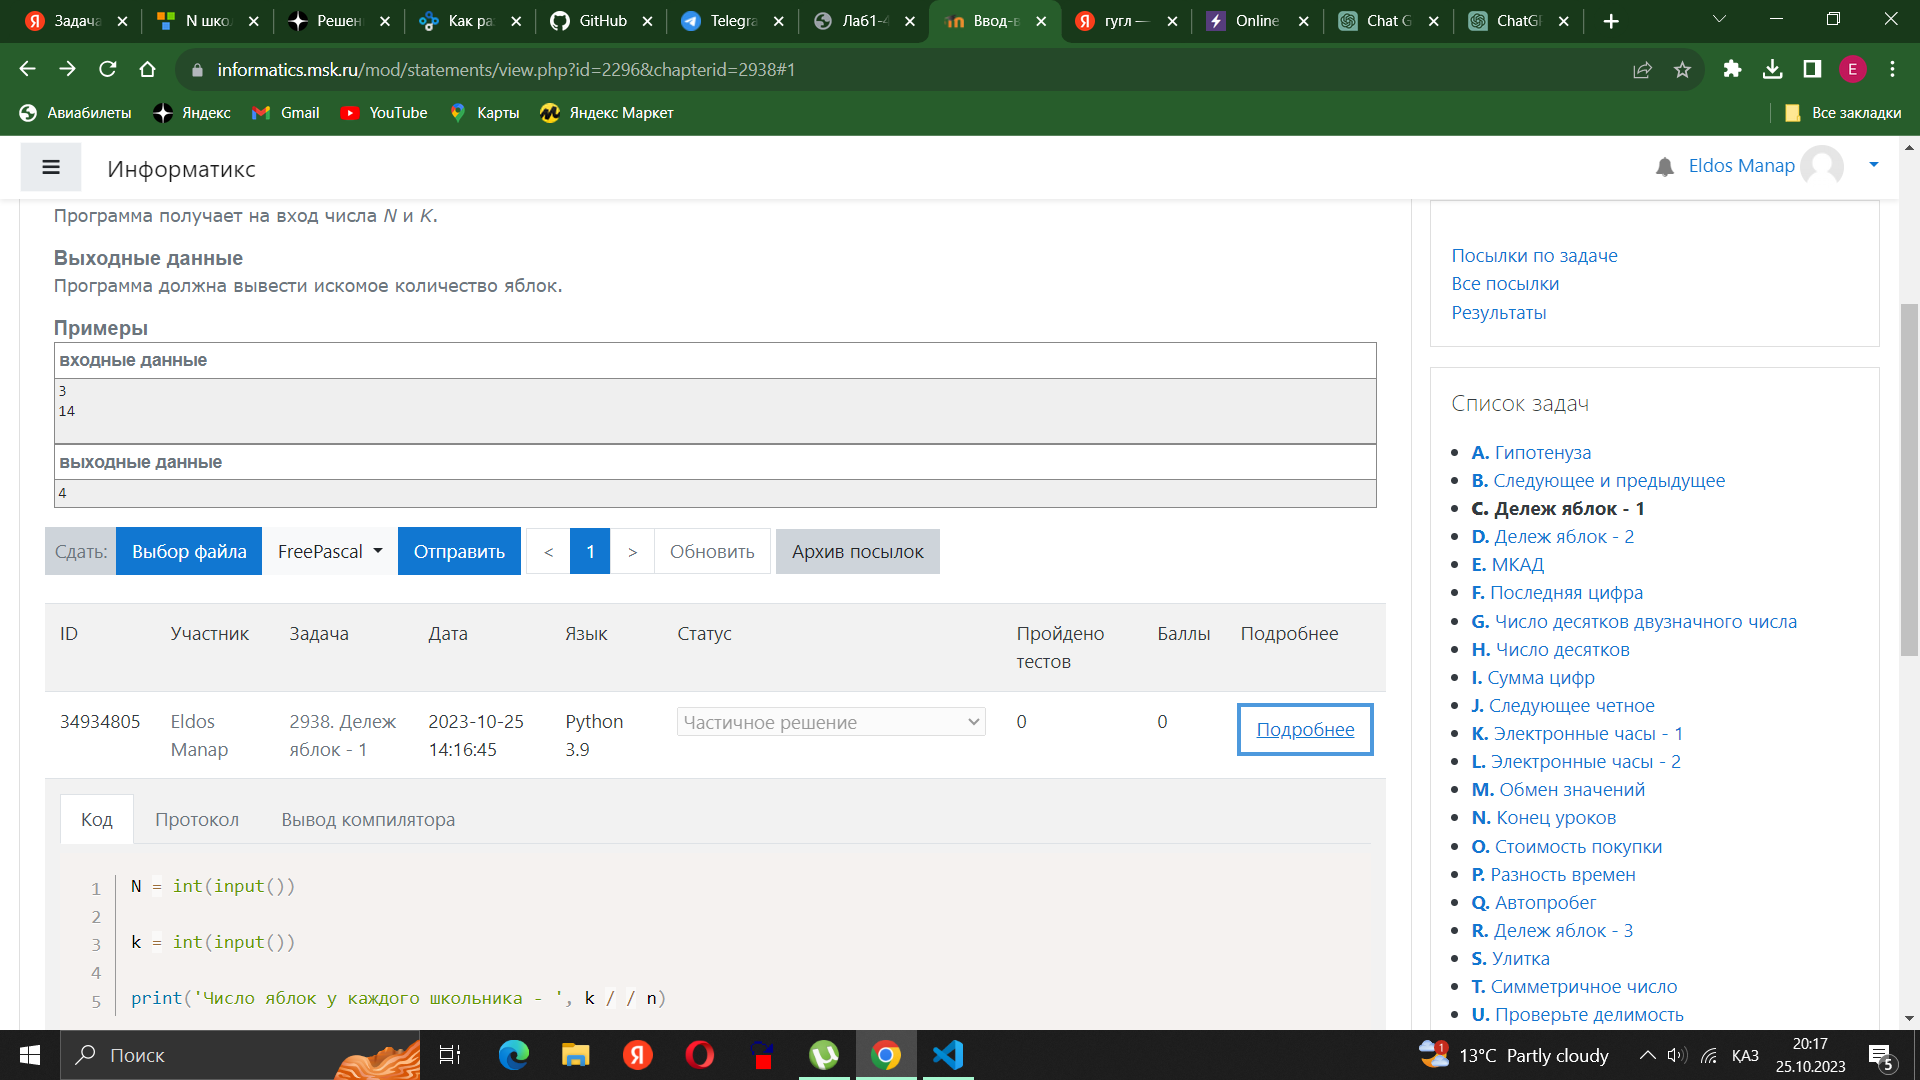 Задача
N шко
Решен
Как ра
GitHub
Telegra
Лаб1-4
Ввод-в
гугл —
Online
Chat G
ChatGP
informatics.msk.ru/mod/statements/view.php?id=2296&chapterid=2938#1
E
Авиабилеты
Яндекс
Gmail
YouTube
Карты
Яндекс Маркет
Все закладки
Информатикс
Eldos Manap
Программа получает на вход числа N и K.
Выходные данные
Программа должна вывести искомое количество яблок.
Примеры
входные данные
3
14
выходные данные
4
Сдать: Выбор файла FreePascal Отправить < 1 > Обновить Архив посылок
ID Участник Задача Дата Язык Статус Пройдено тестов Баллы Подробнее
34934805 Eldos Manap 2938. Дележ яблок - 1 2023-10-25 14:16:45 Python 3.9 Частичное решение 0 0 Подробнее
Код Протокол Вывод компилятора
1 N = int(input())
2
3 k = int(input())
4
5 print('Число яблок у каждого школьника - ', k / / n)
Посылки по задаче
Все посылки
Результаты
Список задач
A. Гипотенуза
B. Следующее и предыдущее
C. Дележ яблок - 1
D. Дележ яблок - 2
E. МКАД
F. Последняя цифра
G. Число десятков двузначного числа
H. Число десятков
I. Сумма цифр
J. Следующее четное
K. Электронные часы - 1
L. Электронные часы - 2
M. Обмен значений
N. Конец уроков
O. Стоимость покупки
P. Разность времен
Q. Автопробег
R. Дележ яблок - 3
S. Улитка
T. Симметричное число
U. Проверьте делимость
Поиск
1
13°C Partly cloudy
ҚАЗ
20:17
25.10.2023
5